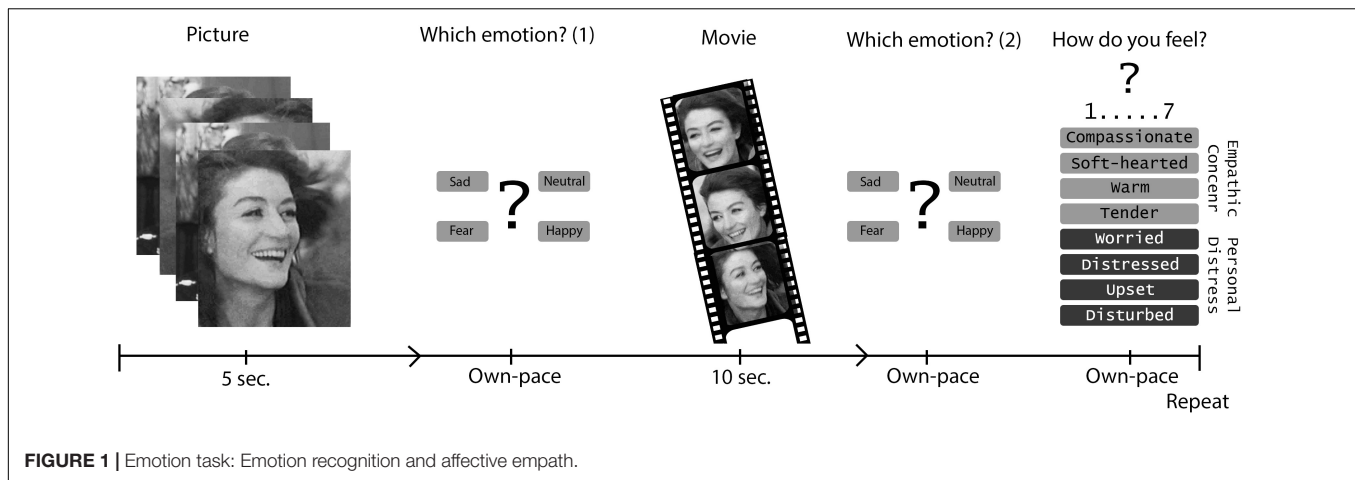 Picture
Which emotion? (1)
Movie
Which emotion? (2)
How do you feel?
?
1.....7
Sad
Neutral
?
Fear
Happy
Sad
Neutral
?
Fear
Happy
Compassionate
Soft-hearted
Warm
Tender
Empathic
Concenr
Worried
Distressed
Upset
Disturbed
Personal
Distress
5 sec.
Own-pace
10 sec.
Own-pace
Own-pace
Repeat
FIGURE 1 | Emotion task: Emotion recognition and affective empath.